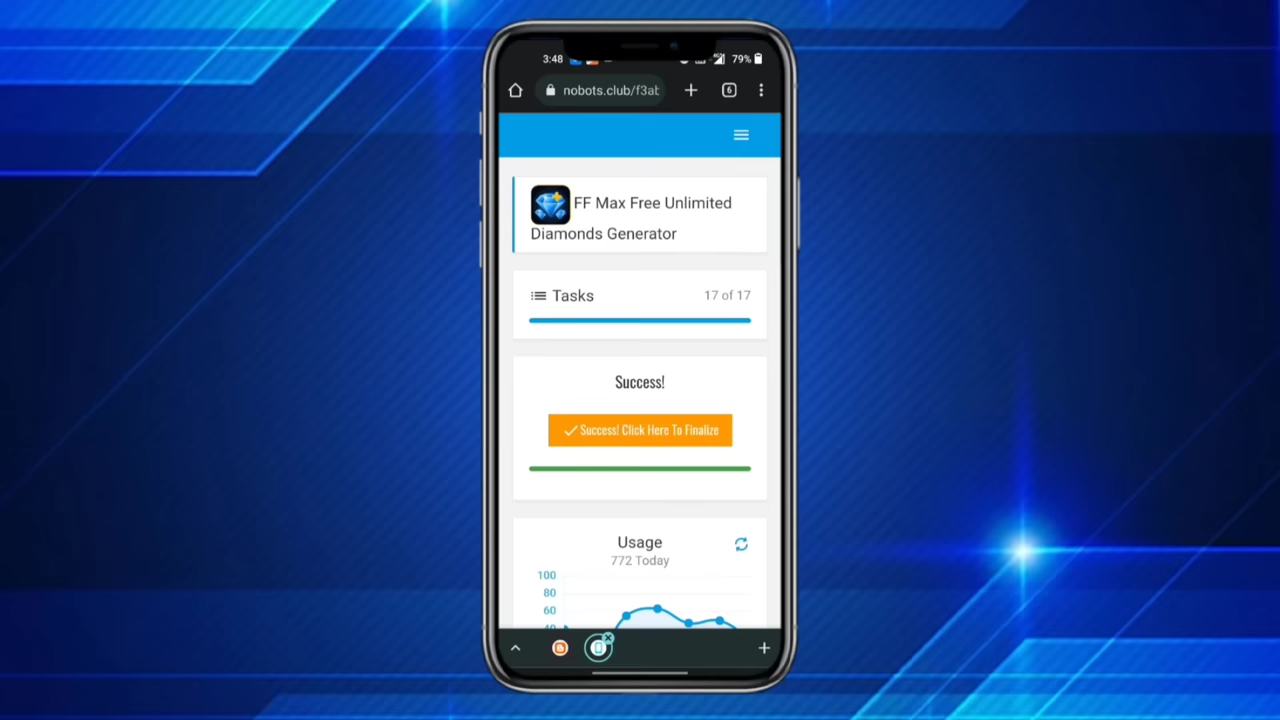 3:48
79%
nobots.club/f3ab
6
FF Max Free Unlimited
Diamonds Generator
Tasks
17 of 17
Success!
Success! Click Here To Finalize
Usage
772 Today
100
80
60
40